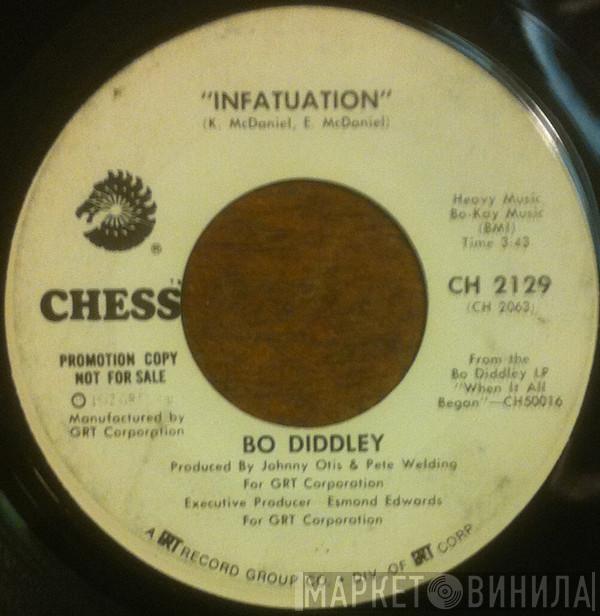 "INFATUATION"
(K. McDaniel, E. McDaniel)
Heavy Music
Bo-Kay Music
(BMI)
Time 3:43
®
CHESS
CH 2129
(CH 2063)
PROMOTION COPY
NOT FOR SALE
Manufactured by
GRT Corporation
From the
Bo Diddley LP
"When It All
Began"—CH50016
BO DIDDLEY
Produced By Johnny Otis & Pete Welding
For GRT Corporation
Executive Producer Esmond Edwards
For GRT Corporation
A GRT RECORD GROUP CO. • DIV. OF GRT CORP.
МАРКЕТ ВИНИЛА